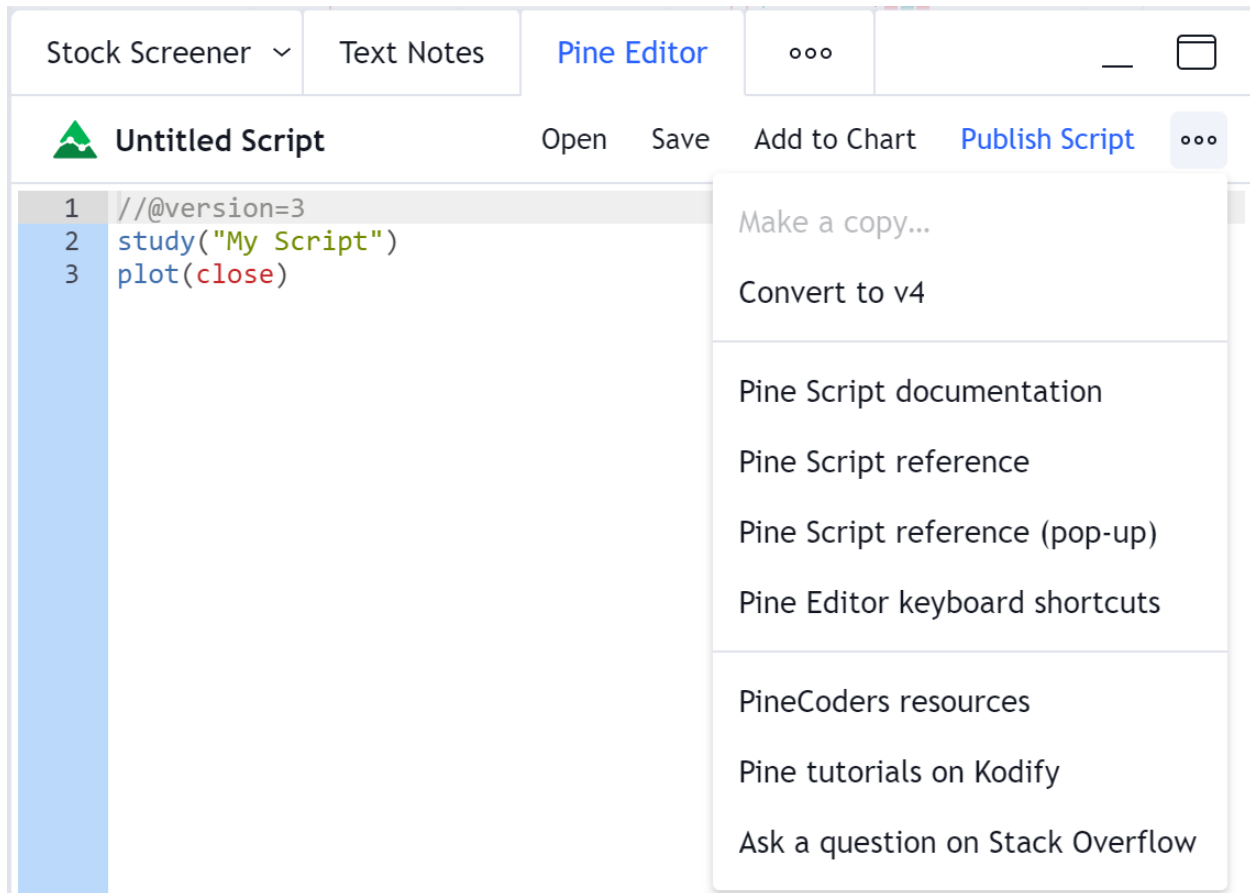 Stock Screener Text Notes Pine Editor
Untitled Script Open Save Add to Chart Publish Script
1 //@version=3
2 study("My Script")
3 plot(close)
Make a copy...
Convert to v4
Pine Script documentation
Pine Script reference
Pine Script reference (pop-up)
Pine Editor keyboard shortcuts
PineCoders resources
Pine tutorials on Kodify
Ask a question on Stack Overflow